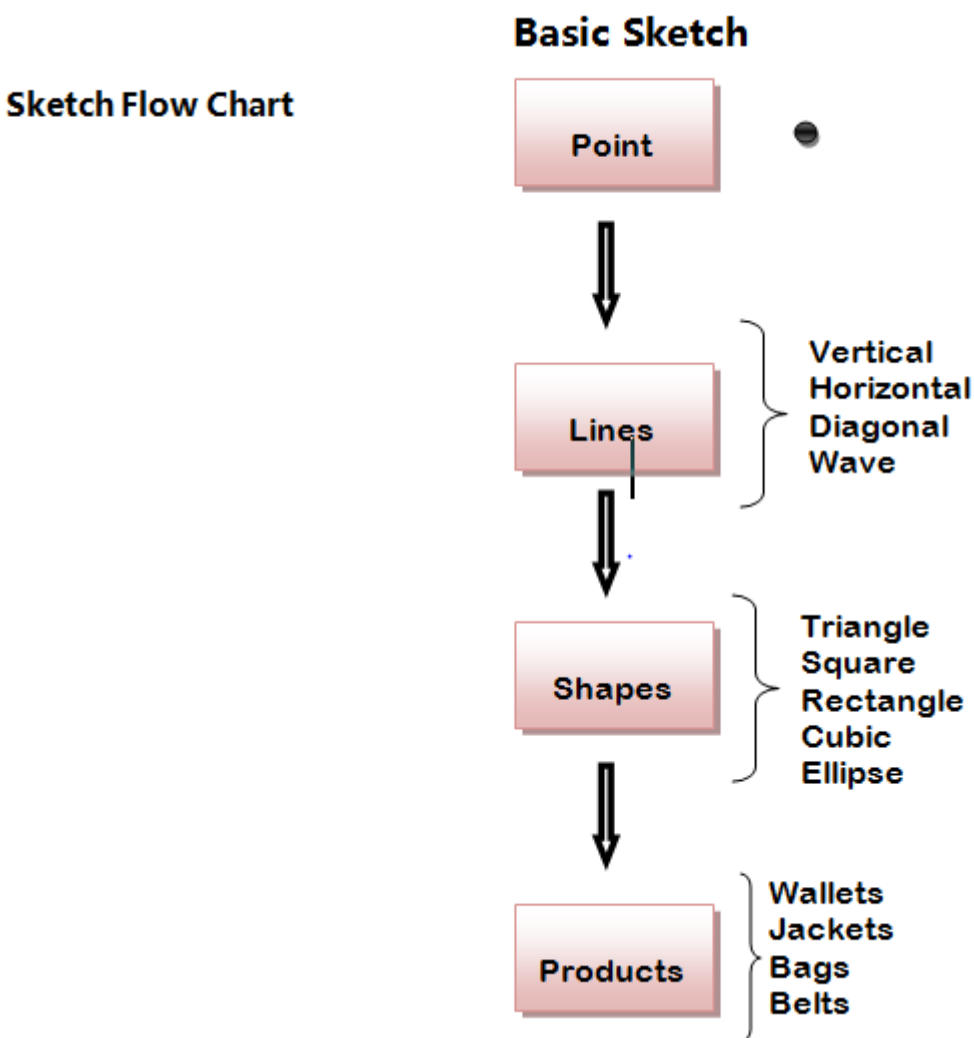 Basic Sketch
Sketch Flow Chart
Point
Lines
Vertical
Horizontal
Diagonal
Wave
Shapes
Triangle
Square
Rectangle
Cubic
Ellipse
Products
Wallets
Jackets
Bags
Belts